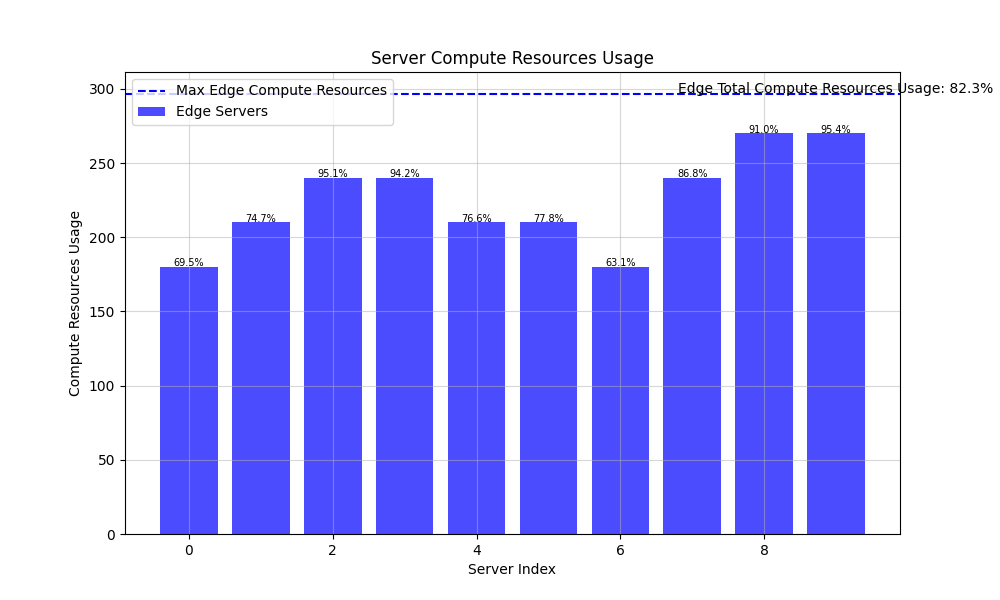 Server Compute Resources Usage
Max Edge Compute Resources
Edge Servers
Edge Total Compute Resources Usage: 82.3%
300
250
200
150
100
50
0
Compute Resources Usage
69.5%
74.7%
95.1%
94.2%
76.6%
77.8%
63.1%
86.8%
91.0%
95.4%
0 2 4 6 8
Server Index